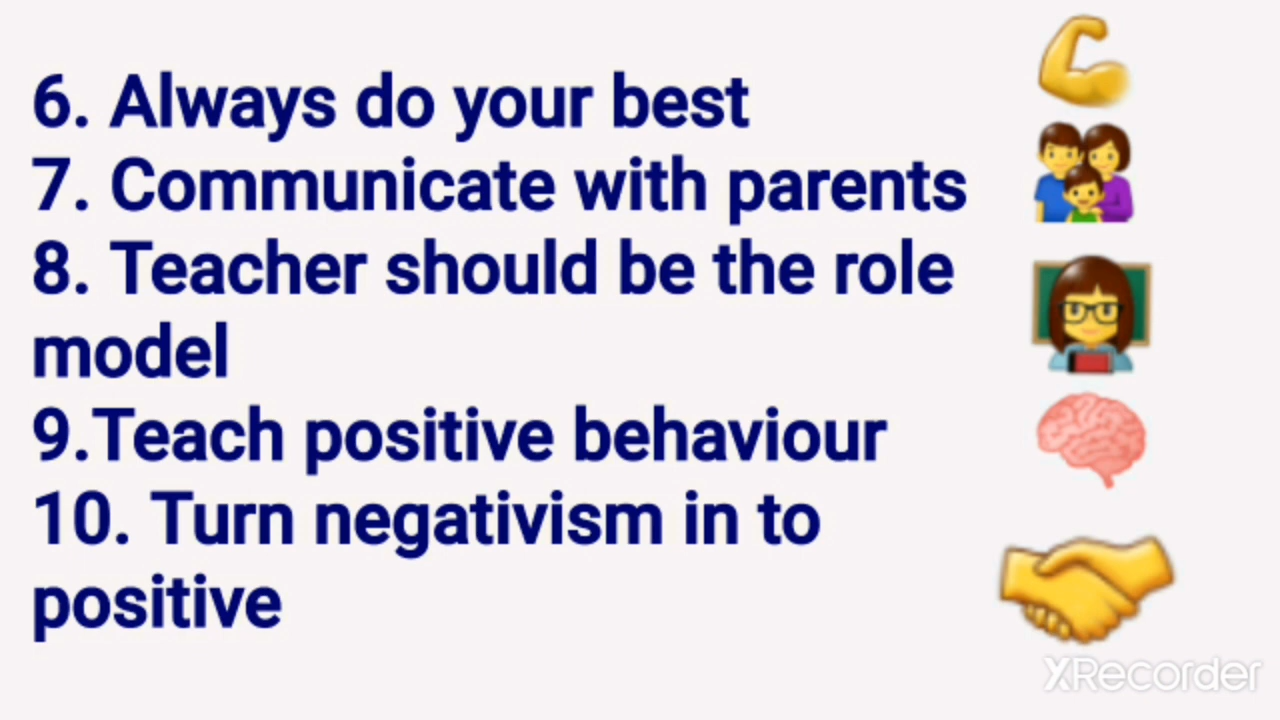 6. Always do your best
7. Communicate with parents
8. Teacher should be the role
model
9.Teach positive behaviour
10. Turn negativism in to
positive
XRecorder